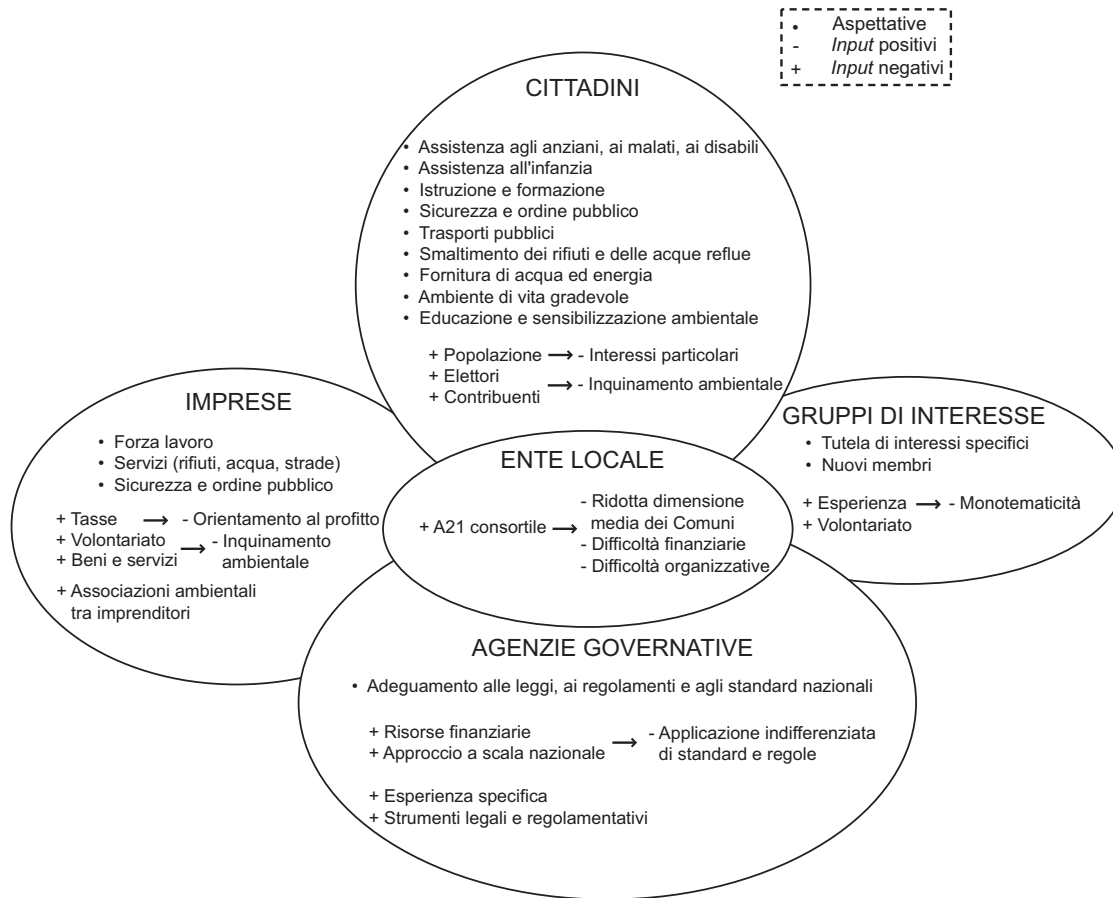 • Aspettative
- Input positivi
+ Input negativi
CITTADINI
• Assistenza agli anziani, ai malati, ai disabili
• Assistenza all'infanzia
• Istruzione e formazione
• Sicurezza e ordine pubblico
• Trasporti pubblici
• Smaltimento dei rifiuti e delle acque reflue
• Fornitura di acqua ed energia
• Ambiente di vita gradevole
• Educazione e sensibilizzazione ambientale
+ Popolazione → - Interessi particolari
+ Elettori
→ - Inquinamento ambientale
+ Contribuenti
IMPRESE
• Forza lavoro
• Servizi (rifiuti, acqua, strade)
• Sicurezza e ordine pubblico
+ Tasse → - Orientamento al profitto
+ Volontariato
+ Beni e servizi → - Inquinamento
ambientale
+ Associazioni ambientali
tra imprenditori
ENTE LOCALE
+ A21 consortile → - Ridotta dimensione
media dei Comuni
- Difficoltà finanziarie
- Difficoltà organizzative
GRUPPI DI INTERESSE
• Tutela di interessi specifici
• Nuovi membri
+ Esperienza → - Monotematicità
+ Volontariato
AGENZIE GOVERNATIVE
• Adeguamento alle leggi, ai regolamenti e agli standard nazionali
+ Risorse finanziarie
+ Approccio a scala nazionale → - Applicazione indifferenziata
di standard e regole
+ Esperienza specifica
+ Strumenti legali e regolamentativi